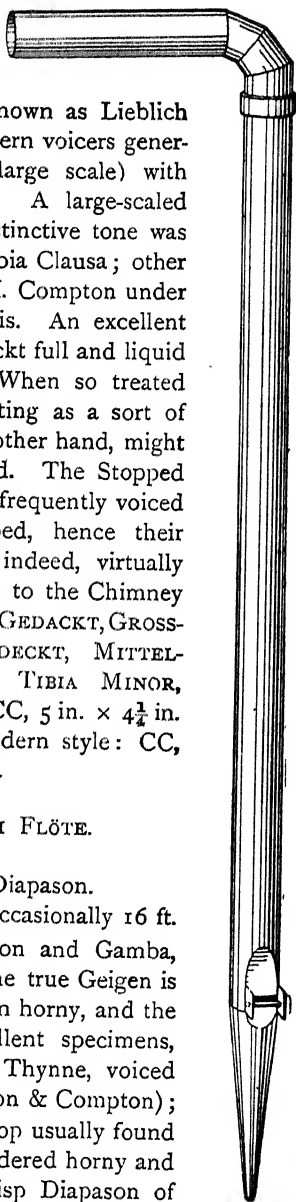 nown as Lieblich
ern voicers gener-
large scale) with
A large-scaled
tinctive tone was
bia Clausa; other
. Compton under
is. An excellent
ckt full and liquid
When so treated
ting as a sort of
other hand, might
d. The Stopped
frequently voiced
ped, hence their
indeed, virtually
to the Chimney
GEDACKT, GROSS-
DECKT, MITTEL-
TIBIA MINOR,
CC, 5 in. × 4¼ in.
dern style: CC,
FLÖTE.
Diapason.
ccasionally 16 ft.
on and Gamba,
ne true Geigen is
n horny, and the
llent specimens,
Thynne, voiced
on & Compton);
op usually found
dered horny and
isp Diapason of